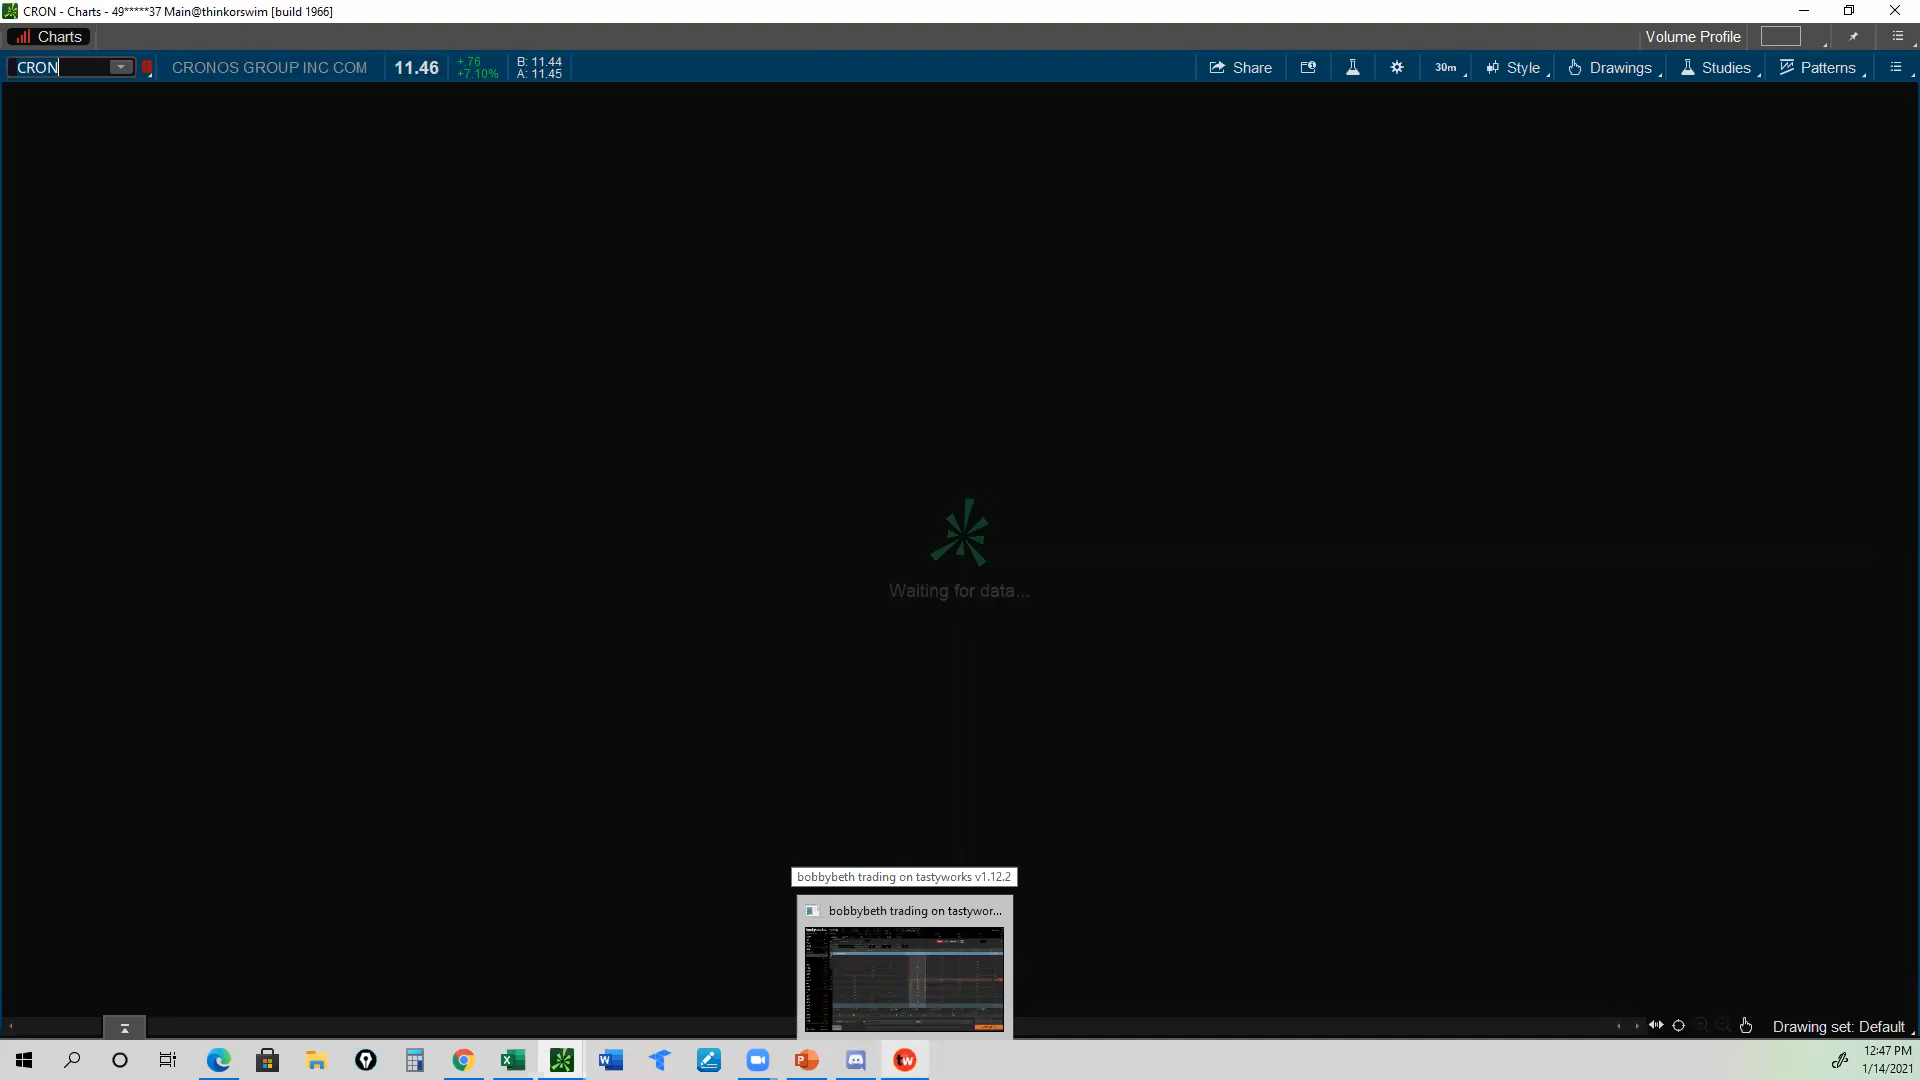 CRON - Charts - 49*****37 Main@thinkorswim [build 1966]
Charts
Volume Profile
CRON
CRONOS GROUP INC COM
11.46
+.76
+7.10%
B: 11.44
A: 11.45
Share
30m
Style
Drawings
Studies
Patterns
Waiting for data...
bobbybeth trading on tastyworks v1.12.2
bobbybeth trading on tastywor...
Drawing set: Default
tw
12:47 PM
1/14/2021